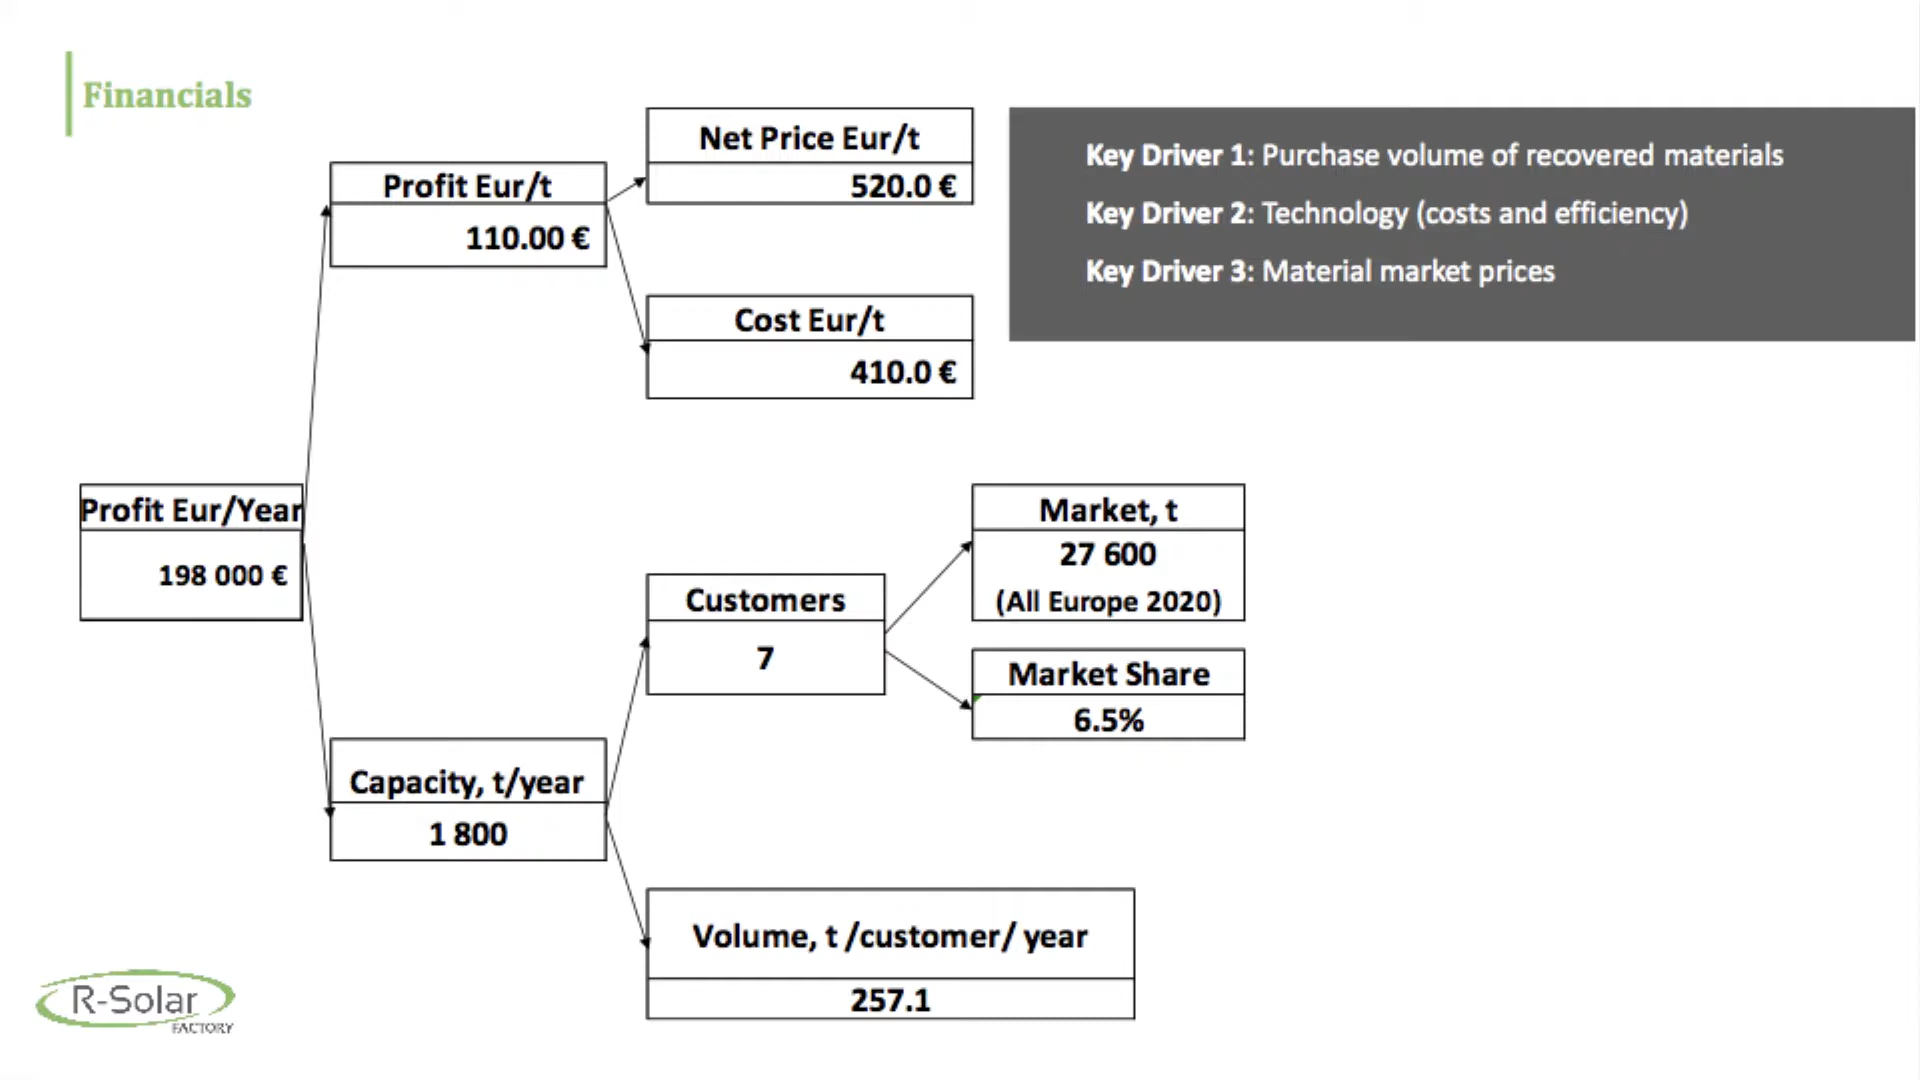 Financials
Net Price Eur/t
520.0 €
Profit Eur/t
110.00 €
Cost Eur/t
410.0 €
Key Driver 1: Purchase volume of recovered materials
Key Driver 2: Technology (costs and efficiency)
Key Driver 3: Material market prices
Profit Eur/Year
198 000 €
Market, t
27 600
(All Europe 2020)
Customers
7
Market Share
6.5%
Capacity, t/year
1 800
Volume, t /customer/ year
257.1
R-Solar
FACTORY